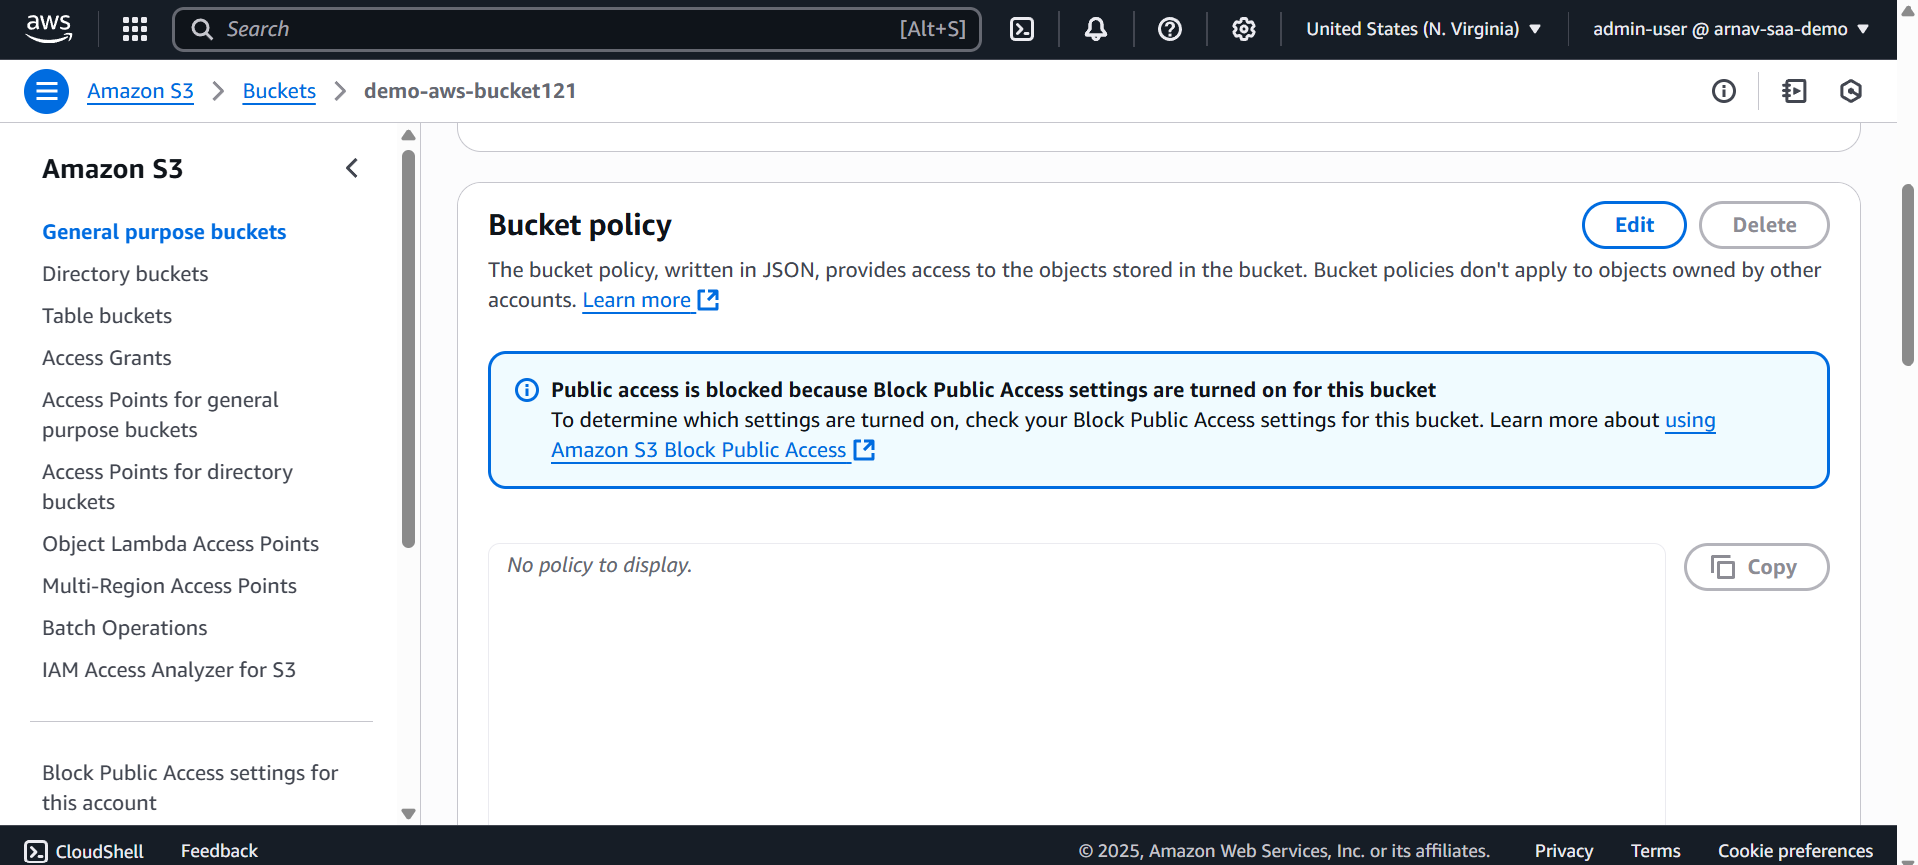 aws
Search
[Alt+S]
United States (N. Virginia)
admin-user @ arnav-saa-demo
Amazon S3
Buckets
demo-aws-bucket121
Amazon S3
General purpose buckets
Directory buckets
Table buckets
Access Grants
Access Points for general
purpose buckets
Access Points for directory
buckets
Object Lambda Access Points
Multi-Region Access Points
Batch Operations
IAM Access Analyzer for S3
Block Public Access settings for
this account
Bucket policy
Edit
Delete
The bucket policy, written in JSON, provides access to the objects stored in the bucket. Bucket policies don't apply to objects owned by other
accounts. Learn more
Public access is blocked because Block Public Access settings are turned on for this bucket
To determine which settings are turned on, check your Block Public Access settings for this bucket. Learn more about using
Amazon S3 Block Public Access
No policy to display.
Copy
CloudShell
Feedback
© 2025, Amazon Web Services, Inc. or its affiliates.
Privacy
Terms
Cookie preferences